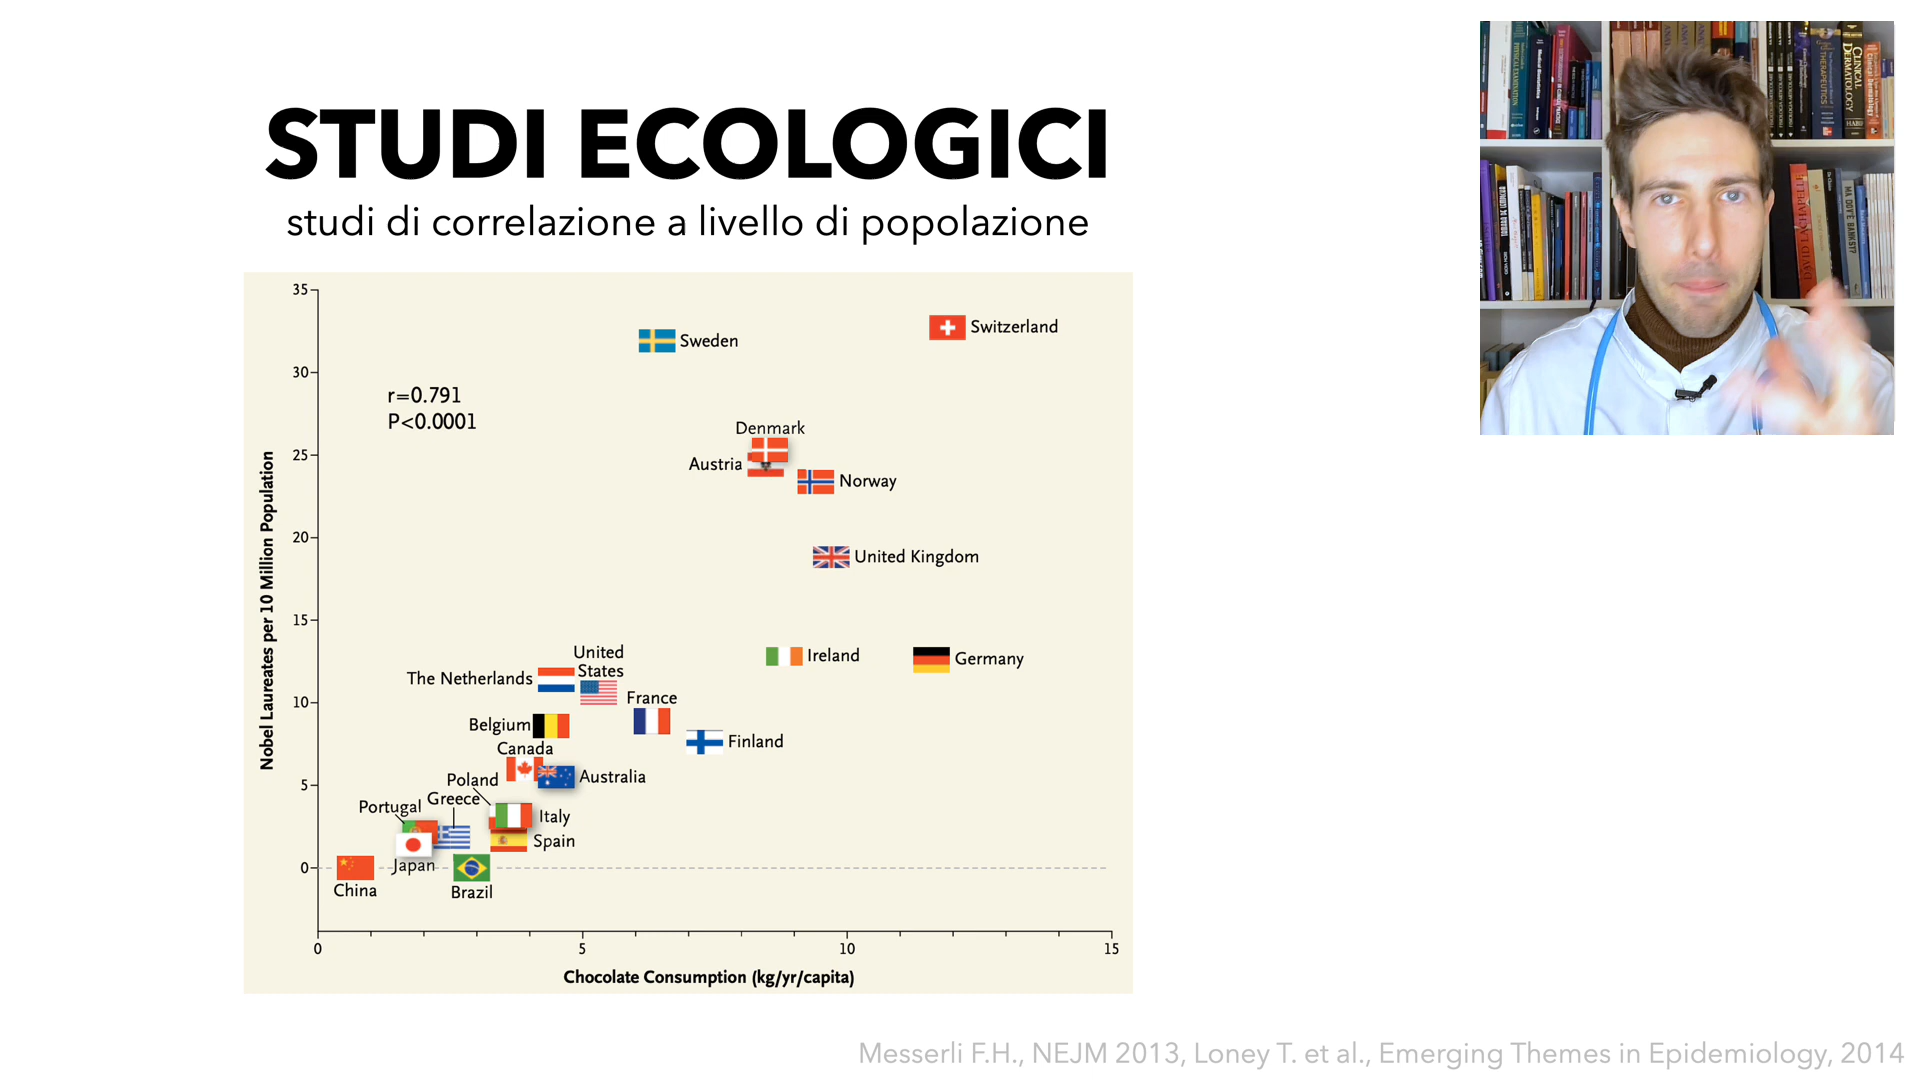 STUDI ECOLOGICI
studi di correlazione a livello di popolazione
35
30
25
20
15
10
5
0
Nobel Laureates per 10 Million Population
r=0.791
P<0.0001
Sweden
Switzerland
Denmark
Austria
Norway
United Kingdom
Ireland
Germany
United
States
The Netherlands
France
Belgium
Finland
Canada
Australia
Poland
Greece
Portugal
Italy
Spain
Japan
China
Brazil
0
5
10
15
Chocolate Consumption (kg/yr/capita)
Messerli F.H., NEJM 2013, Loney T. et al., Emerging Themes in Epidemiology, 2014
CLINICAL
DERMATOLOGY
THERAPEUTICS